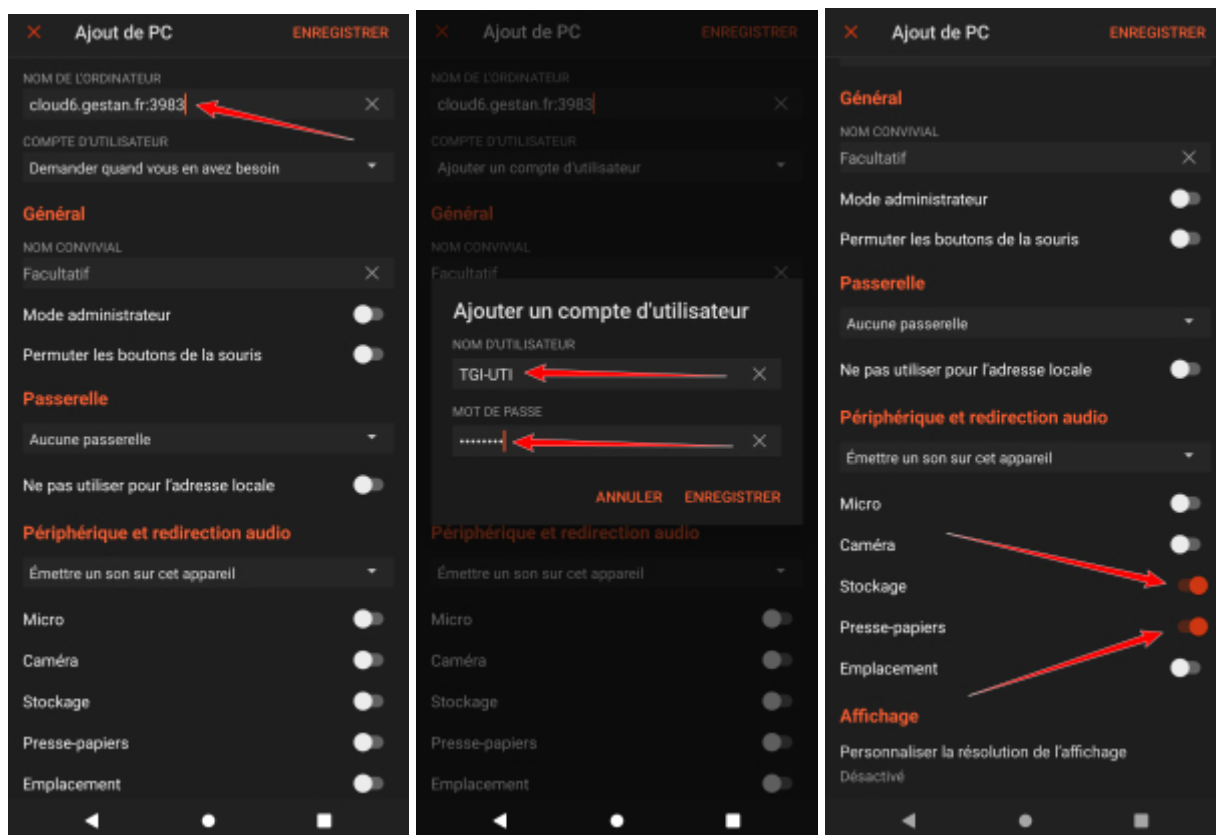 Ajout de PC
ENREGISTRER
NOM DE L'ORDINATEUR
cloud6.gestan.fr:3983
COMPTE D'UTILISATEUR
Demander quand vous en avez besoin
Général
NOM CONVIVIAL
Facultatif
Mode administrateur
Permuter les boutons de la souris
Passerelle
Aucune passerelle
Ne pas utiliser pour l'adresse locale
Périphérique et redirection audio
Émettre un son sur cet appareil
Micro
Caméra
Stockage
Presse-papiers
Emplacement
Ajout de PC
ENREGISTRER
NOM DE L'ORDINATEUR
cloud6.gestan.fr:3983
COMPTE D'UTILISATEUR
Ajouter un compte d'utilisateur
Général
NOM CONVIVIAL
Facultatif
Ajouter un compte d'utilisateur
NOM D'UTILISATEUR
TGI-UTI
MOT DE PASSE
••••••••
ANNULER
ENREGISTRER
Périphérique et redirection audio
Émettre un son sur cet appareil
Micro
Caméra
Stockage
Presse-papiers
Emplacement
Ajout de PC
ENREGISTRER
Général
NOM CONVIVIAL
Facultatif
Mode administrateur
Permuter les boutons de la souris
Passerelle
Aucune passerelle
Ne pas utiliser pour l'adresse locale
Périphérique et redirection audio
Émettre un son sur cet appareil
Micro
Caméra
Stockage
Presse-papiers
Emplacement
Affichage
Personnaliser la résolution de l'affichage
Désactivé